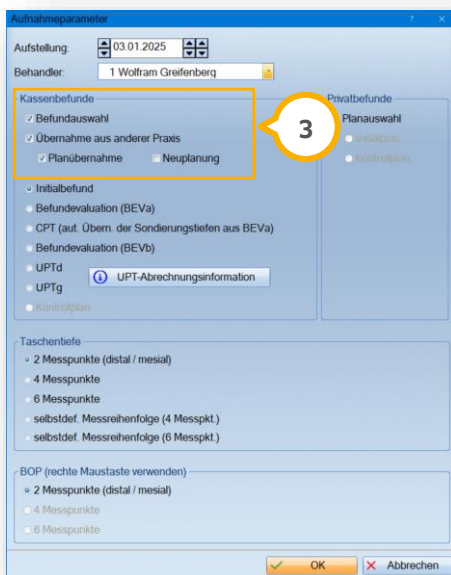 Aufnahmeparameter ? ×
Aufstellung: 03.01.2025
Behandler: 1 Wolfram Greifenberg
Kassenbefunde
Befundauswahl
Übernahme aus anderer Praxis
Planübernahme Neuplanung
3
Privatbefunde
Planauswahl
Initialplan
Kontrollplan
Initialbefund
Befundevaluation (BEVa)
CPT (aut. Übern. der Sondierungstiefen aus BEVa)
Befundevaluation (BEVb)
UPTd
UPTg
UPT-Abrechnungsinformation
Kontrollplan
Taschentiefe
2 Messpunkte (distal / mesial)
4 Messpunkte
6 Messpunkte
selbstdef. Messreihenfolge (4 Messpkt.)
selbstdef. Messreihenfolge (6 Messpkt.)
BOP (rechte Maustaste verwenden)
2 Messpunkte (distal / mesial)
4 Messpunkte
6 Messpunkte
OK Abbrechen